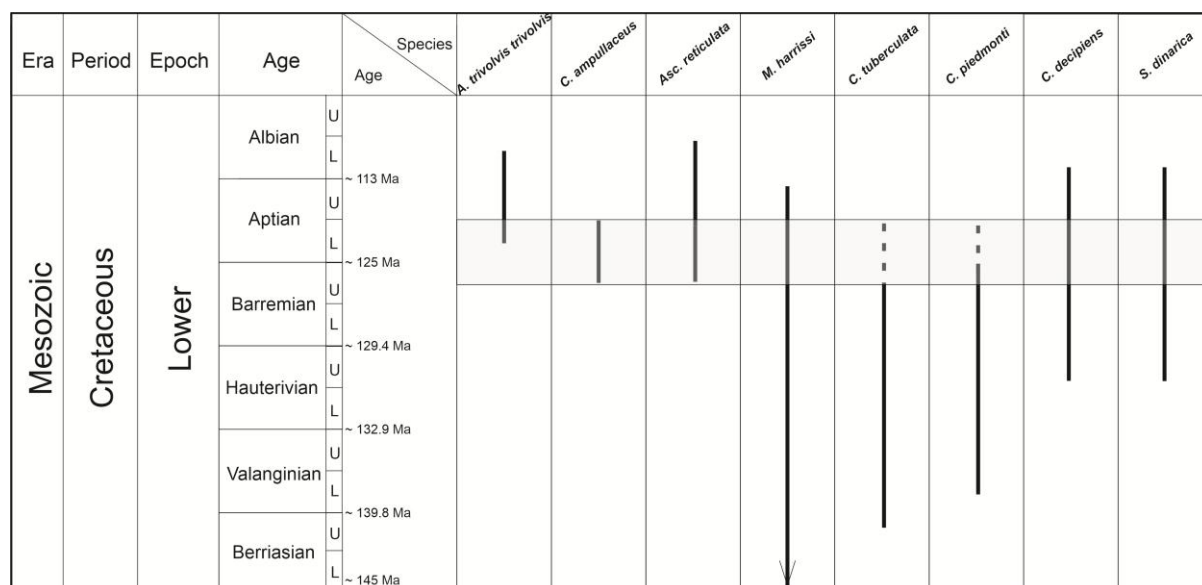 Era Period Epoch Age Species
Age
A. trivolvis trivolvis
C. ampullaceus
Asc. reticulata
M. harrissi
C. tuberculata
C. piedmonti
C. decipiens
S. dinarica
Mesozoic
Cretaceous
Lower
Albian U
L
~ 113 Ma
Aptian U
L
~ 125 Ma
Barremian U
L
~ 129.4 Ma
Hauterivian U
L
~ 132.9 Ma
Valanginian U
L
~ 139.8 Ma
Berriasian U
L
~ 145 Ma